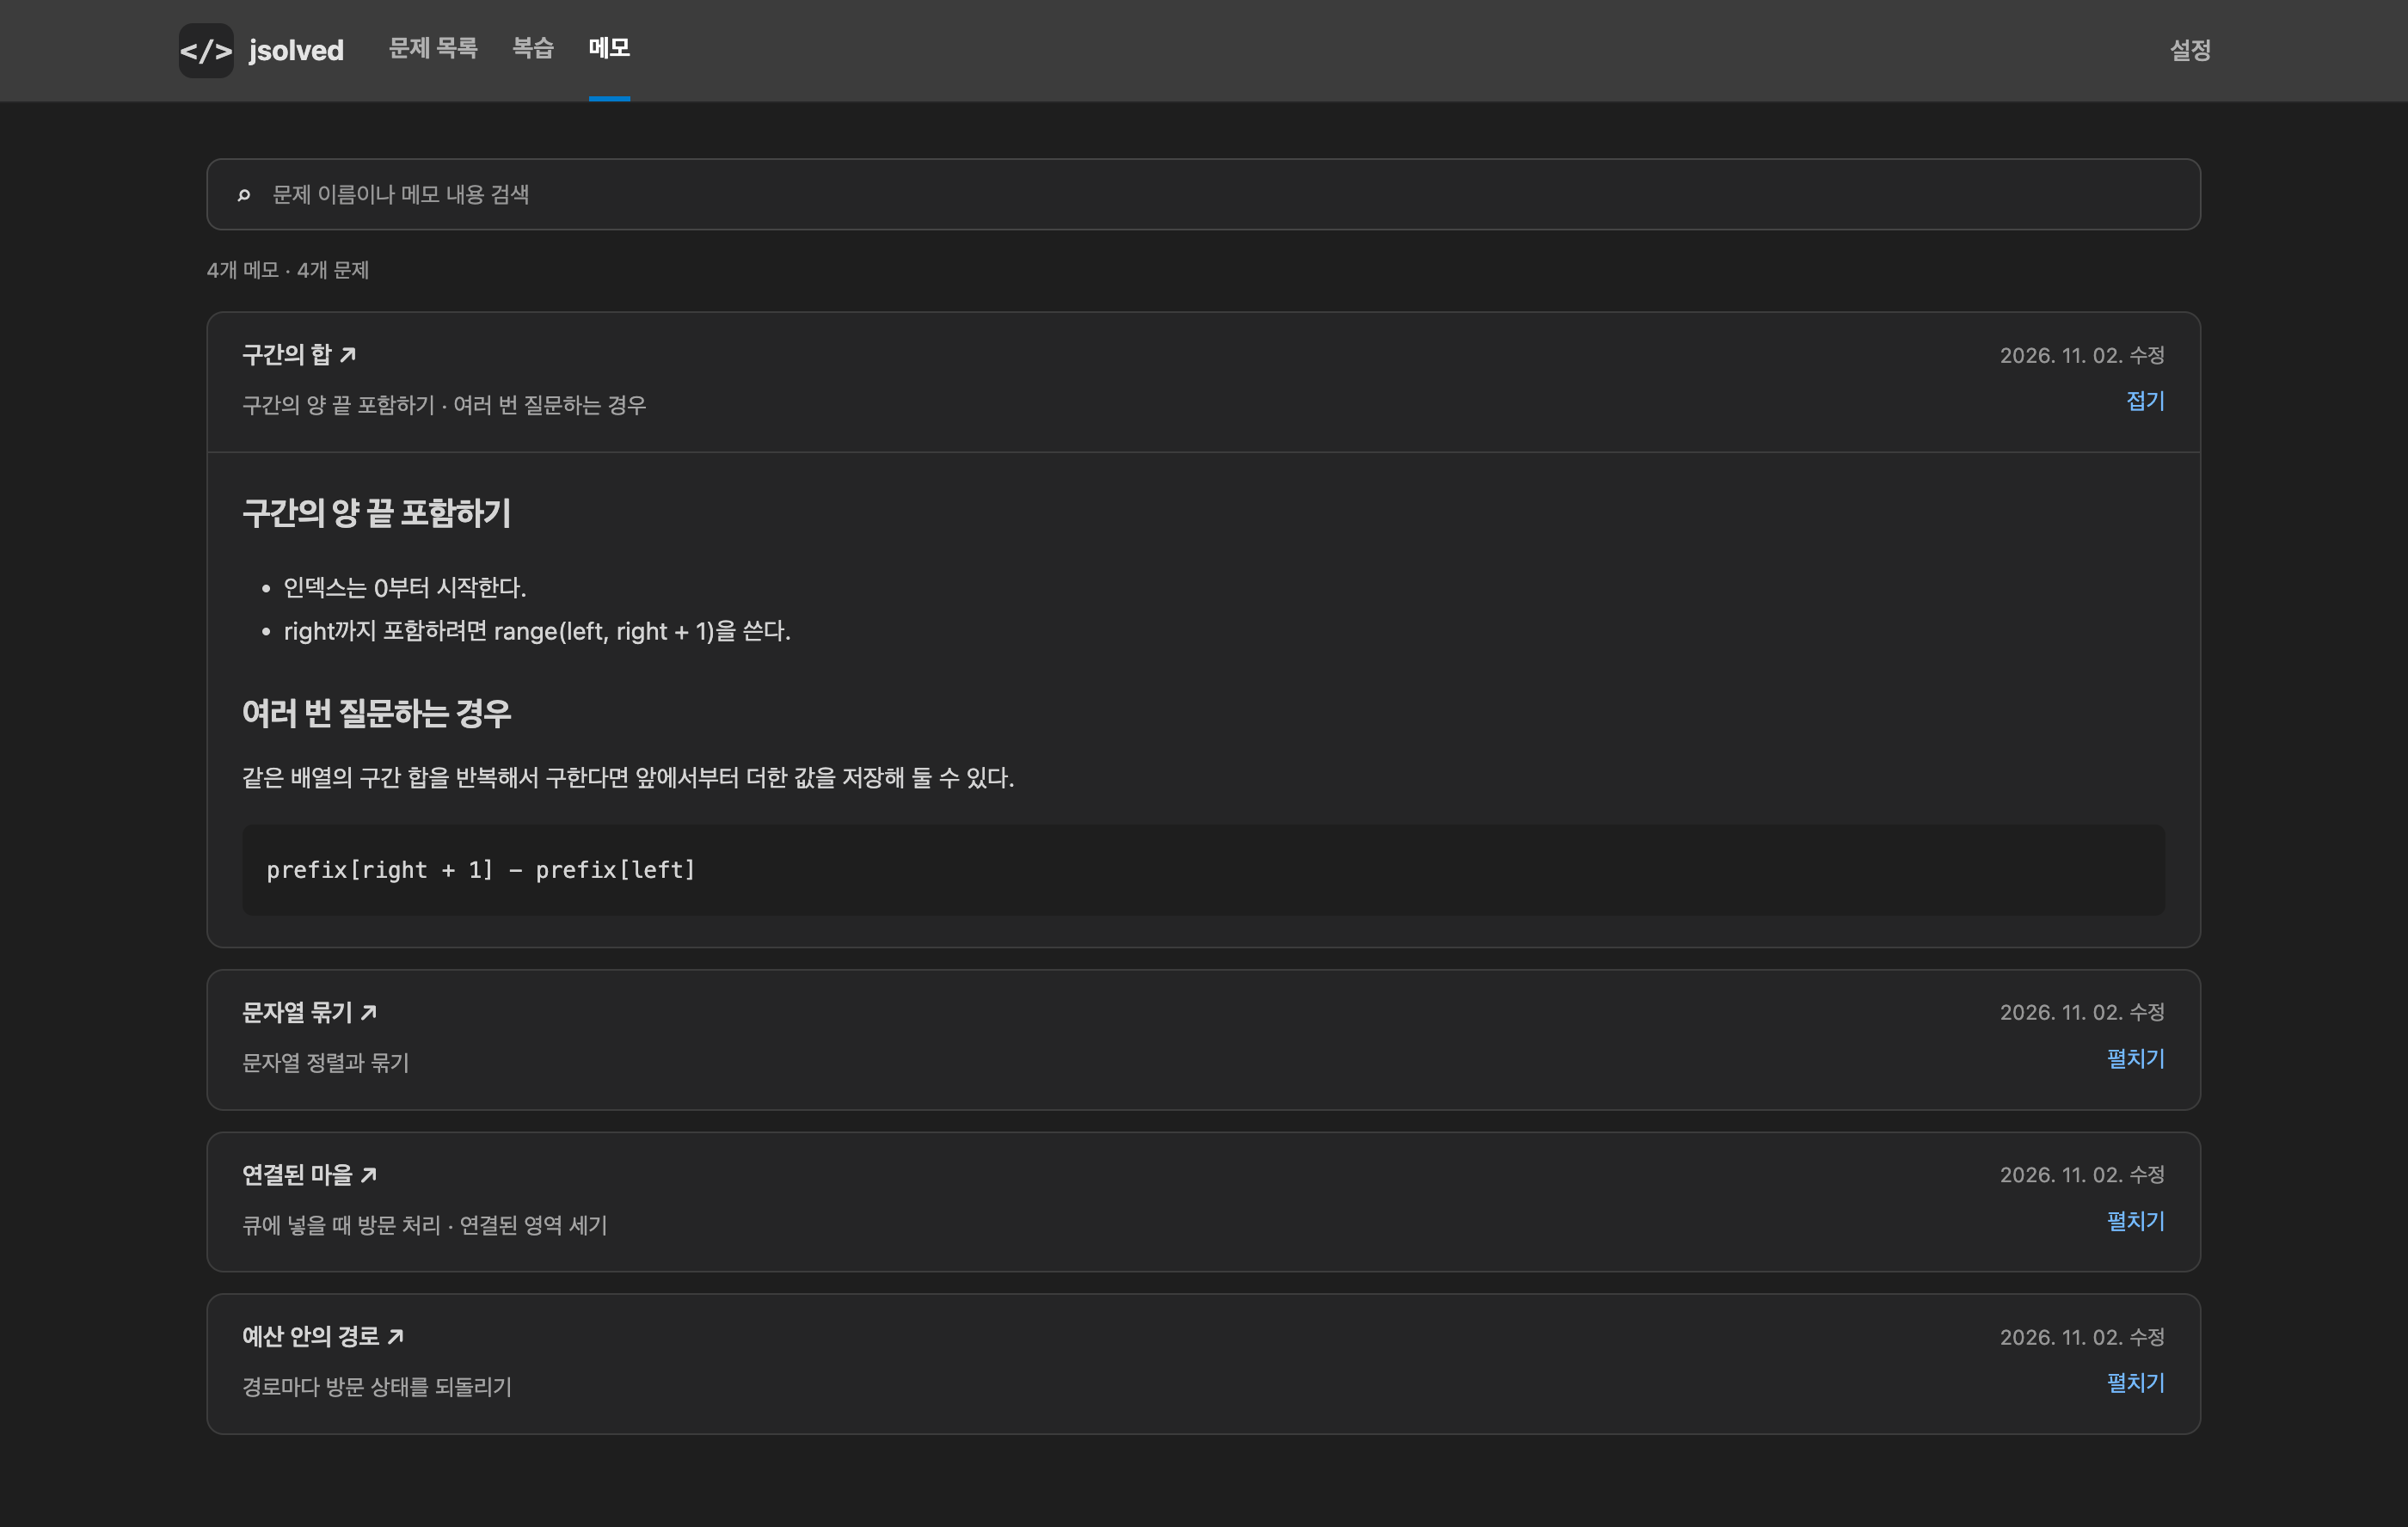 </> jsolved 문제 목록 복습 메모 설정
문제 이름이나 메모 내용 검색
4개 메모 · 4개 문제
구간의 합 ↗ 2026. 11. 02. 수정
구간의 양 끝 포함하기 · 여러 번 질문하는 경우 접기
구간의 양 끝 포함하기
• 인덱스는 0부터 시작한다.
• right까지 포함하려면 range(left, right + 1)을 쓴다.
여러 번 질문하는 경우
같은 배열의 구간 합을 반복해서 구한다면 앞에서부터 더한 값을 저장해 둘 수 있다.
prefix[right + 1] - prefix[left]
문자열 묶기 ↗ 2026. 11. 02. 수정
문자열 정렬과 묶기 펼치기
연결된 마을 ↗ 2026. 11. 02. 수정
큐에 넣을 때 방문 처리 · 연결된 영역 세기 펼치기
예산 안의 경로 ↗ 2026. 11. 02. 수정
경로마다 방문 상태를 되돌리기 펼치기